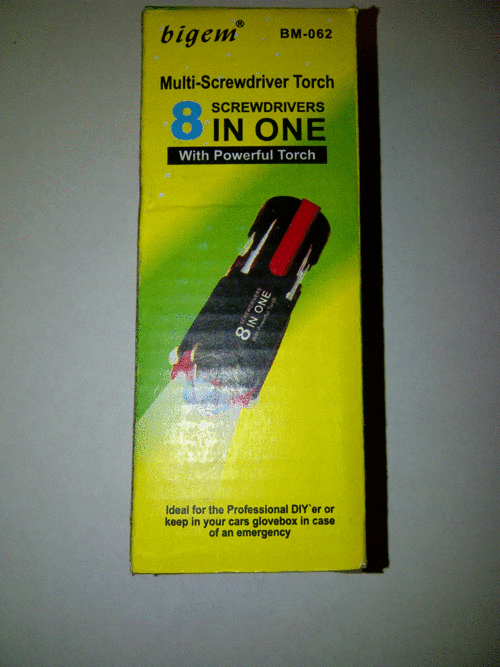 bigem®
BM-062
Multi-Screwdriver Torch
8 SCREWDRIVERS
IN ONE
With Powerful Torch
8 IN ONE
Ideal for the Professional DIY`er or
keep in your cars glovebox in case
of an emergency